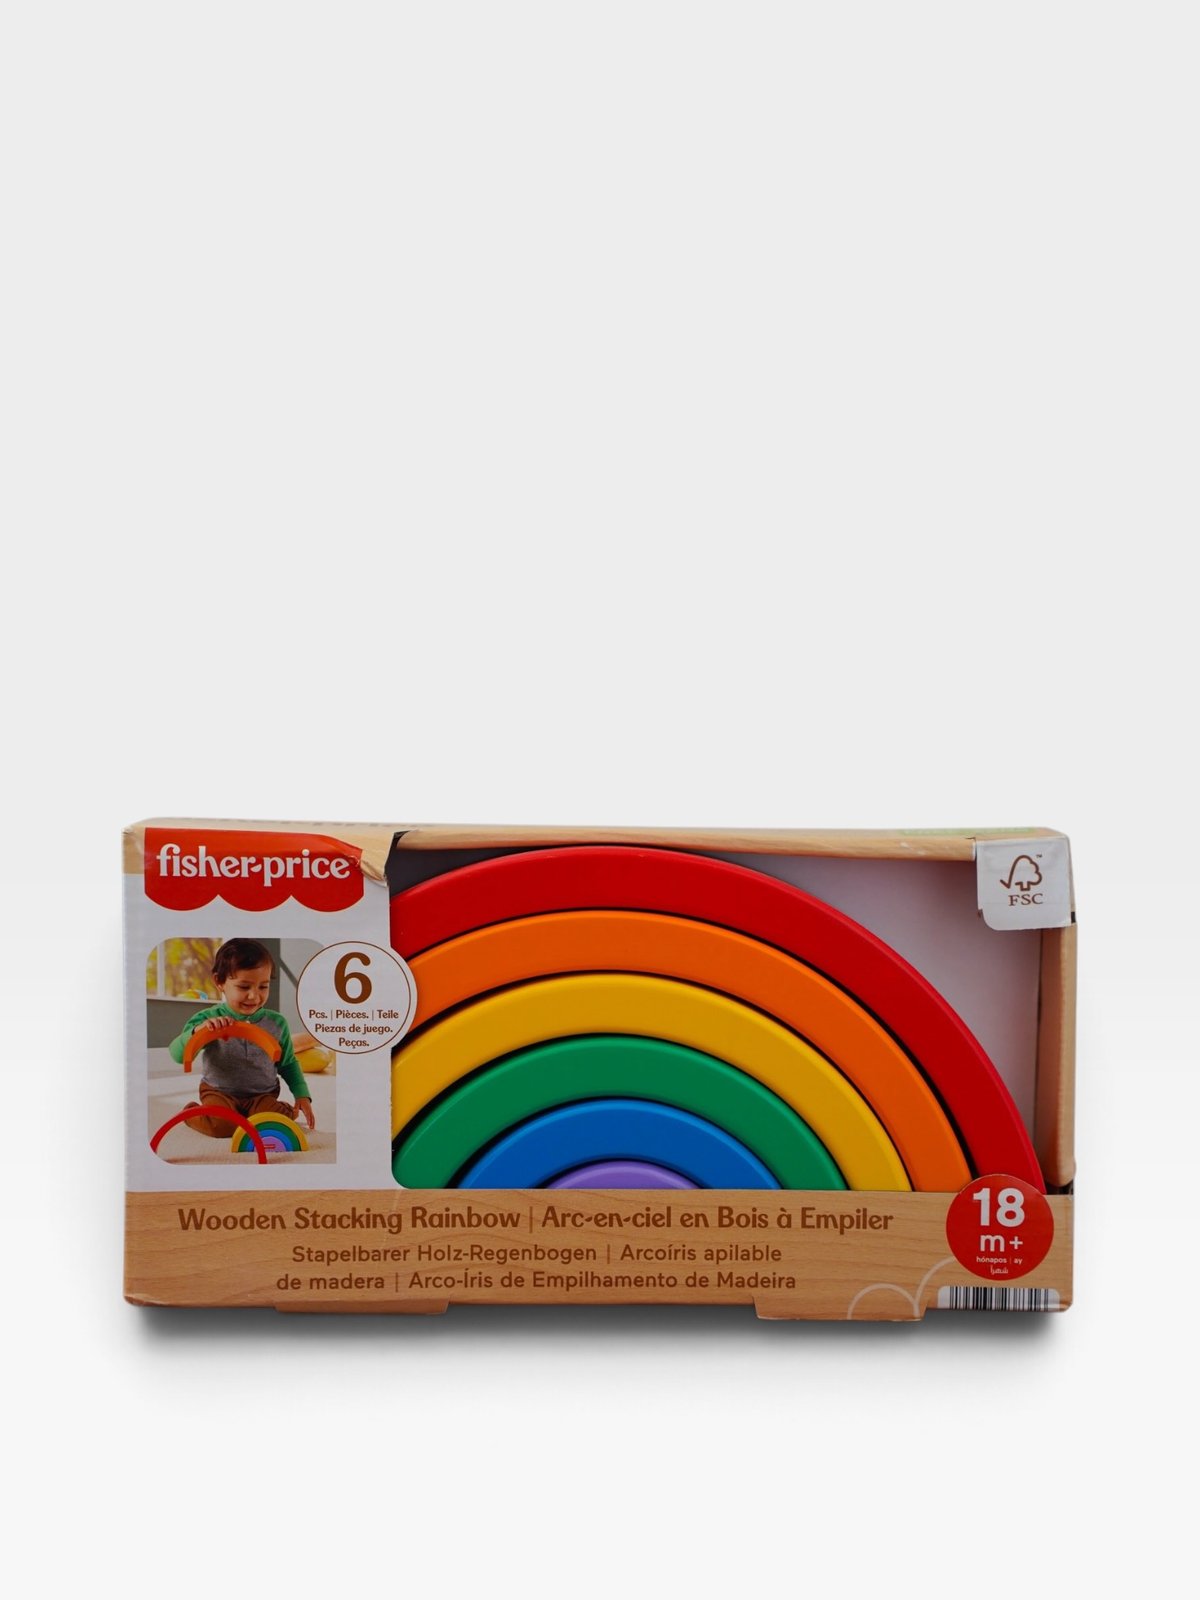 fisher-price
FSC
6
Pcs. | Pièces. | Teile
Piezas de juego.
Peças.
Wooden Stacking Rainbow | Arc-en-ciel en Bois à Empiler
Stapelbarer Holz-Regenbogen | Arcoíris apilable
de madera | Arco-Íris de Empilhamento de Madeira
18
m+
hónapos | ay
شهراً